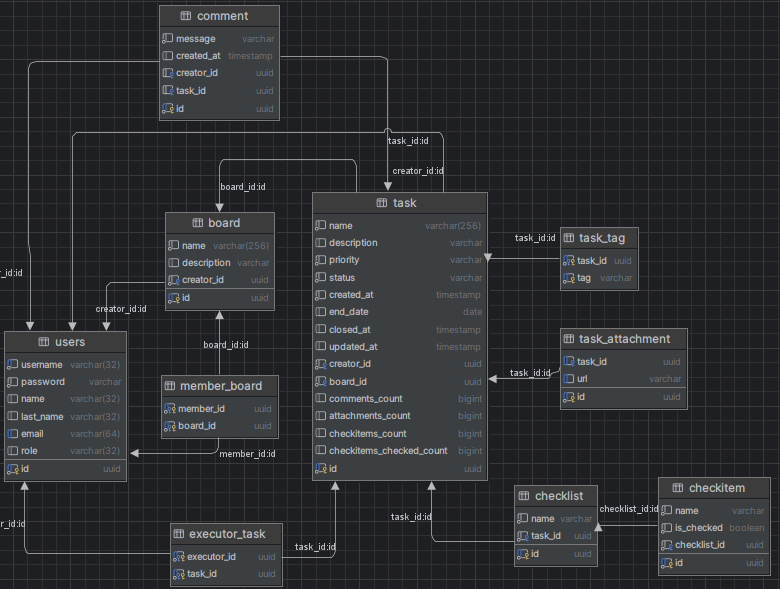 comment
message varchar
created_at timestamp
creator_id uuid
task_id uuid
id uuid
task_id:id
creator_id:id
board_id:id
board
name varchar(256)
description varchar
creator_id uuid
id uuid
task
name varchar(256)
description varchar
priority varchar
status varchar
created_at timestamp
end_date date
closed_at timestamp
updated_at timestamp
creator_id uuid
board_id uuid
comments_count bigint
attachments_count bigint
checkitems_count bigint
checkitems_checked_count bigint
id uuid
task_id:id
task_tag
task_id uuid
tag varchar
r_id:id
creator_id:id
users
username varchar(32)
password varchar
name varchar(32)
last_name varchar(32)
email varchar(64)
role varchar(32)
id uuid
board_id:id
member_board
member_id uuid
board_id uuid
member_id:id
task_attachment
task_id uuid
url varchar
id uuid
task_id:id
r_id:id
executor_task
executor_id uuid
task_id uuid
task_id:id
task_id:id
checklist
name varchar
task_id uuid
id uuid
checklist_id:id
checkitem
name varchar
is_checked boolean
checklist_id uuid
id uuid